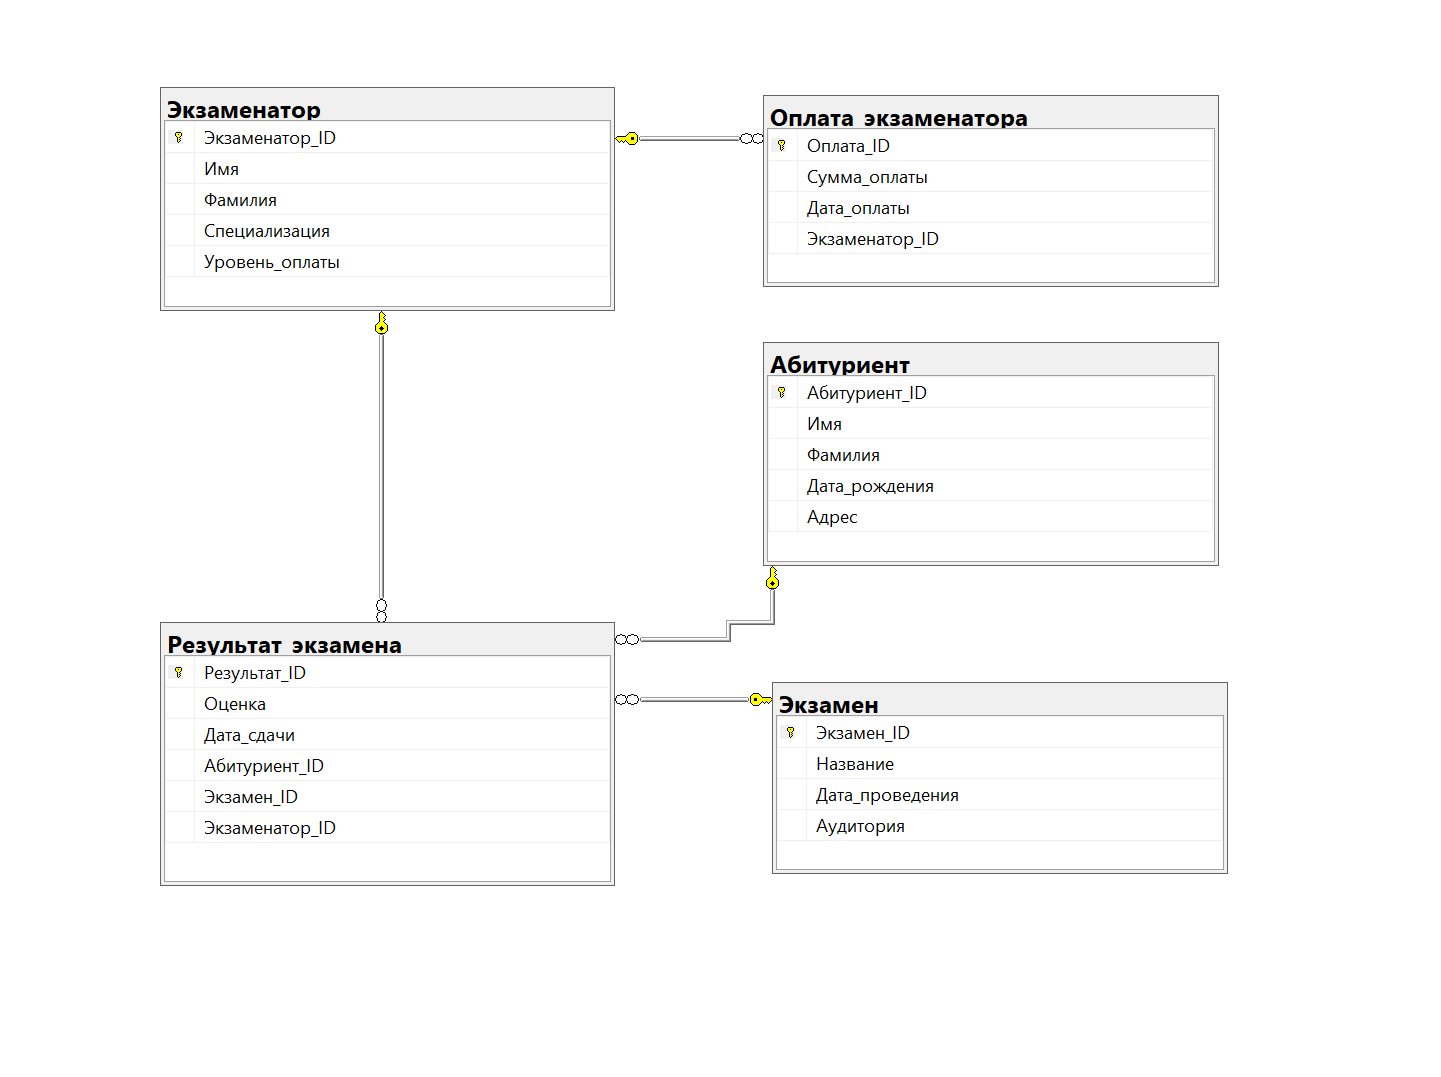 Экзаменатор
Экзаменатор_ID
Имя
Фамилия
Специализация
Уровень_оплаты
Оплата_экзаменатора
Оплата_ID
Сумма_оплаты
Дата_оплаты
Экзаменатор_ID
Абитуриент
Абитуриент_ID
Имя
Фамилия
Дата_рождения
Адрес
Результат_экзамена
Результат_ID
Оценка
Дата_сдачи
Абитуриент_ID
Экзамен_ID
Экзаменатор_ID
Экзамен
Экзамен_ID
Название
Дата_проведения
Аудитория